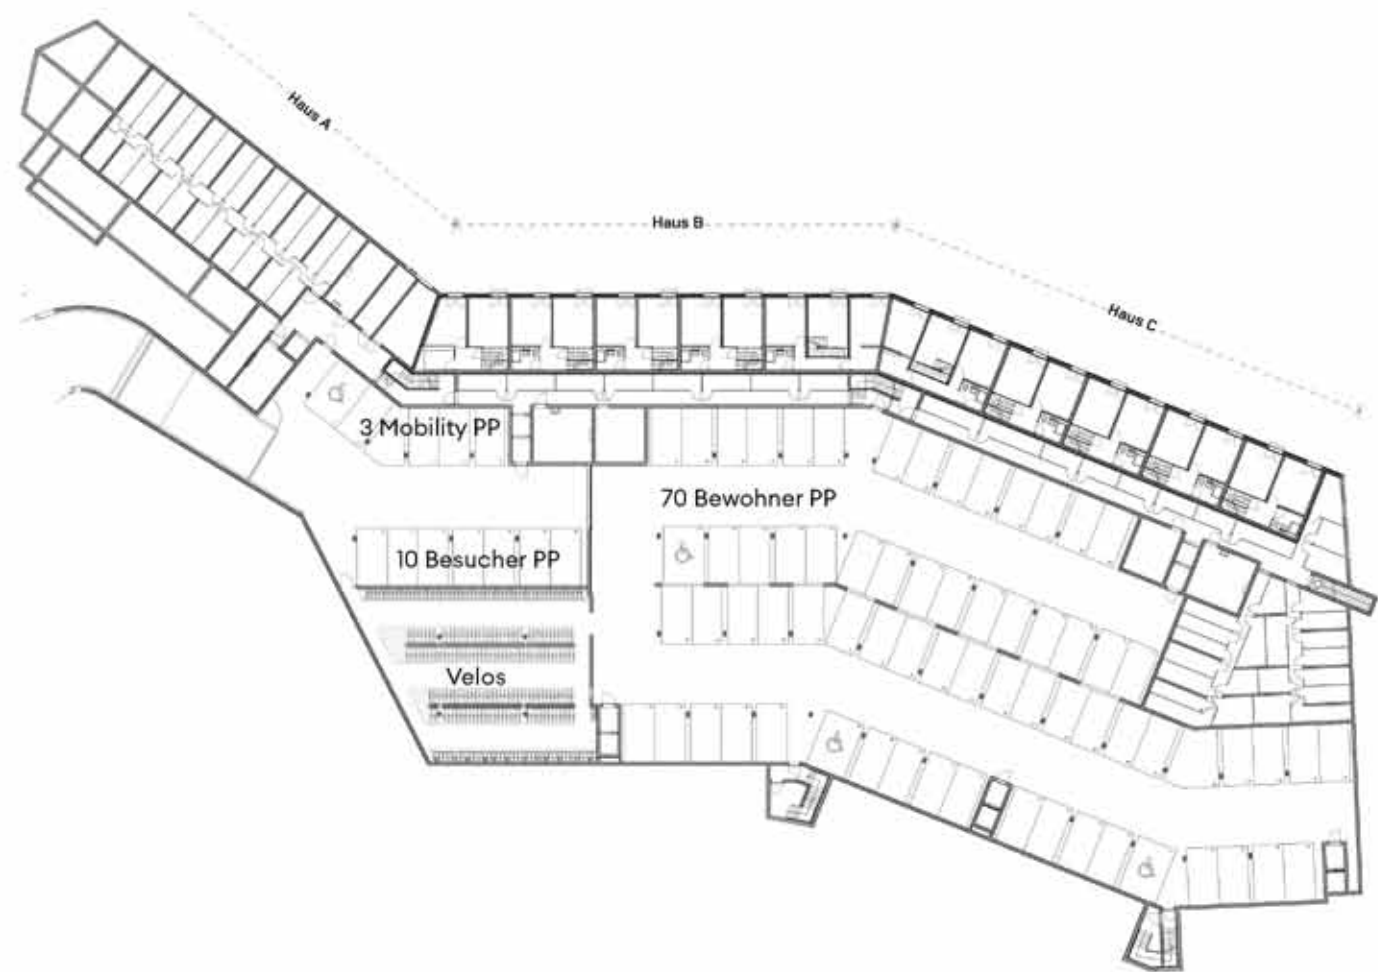 Haus A
Haus B
Haus C
3 Mobility PP
70 Bewohner PP
10 Besucher PP
Velos